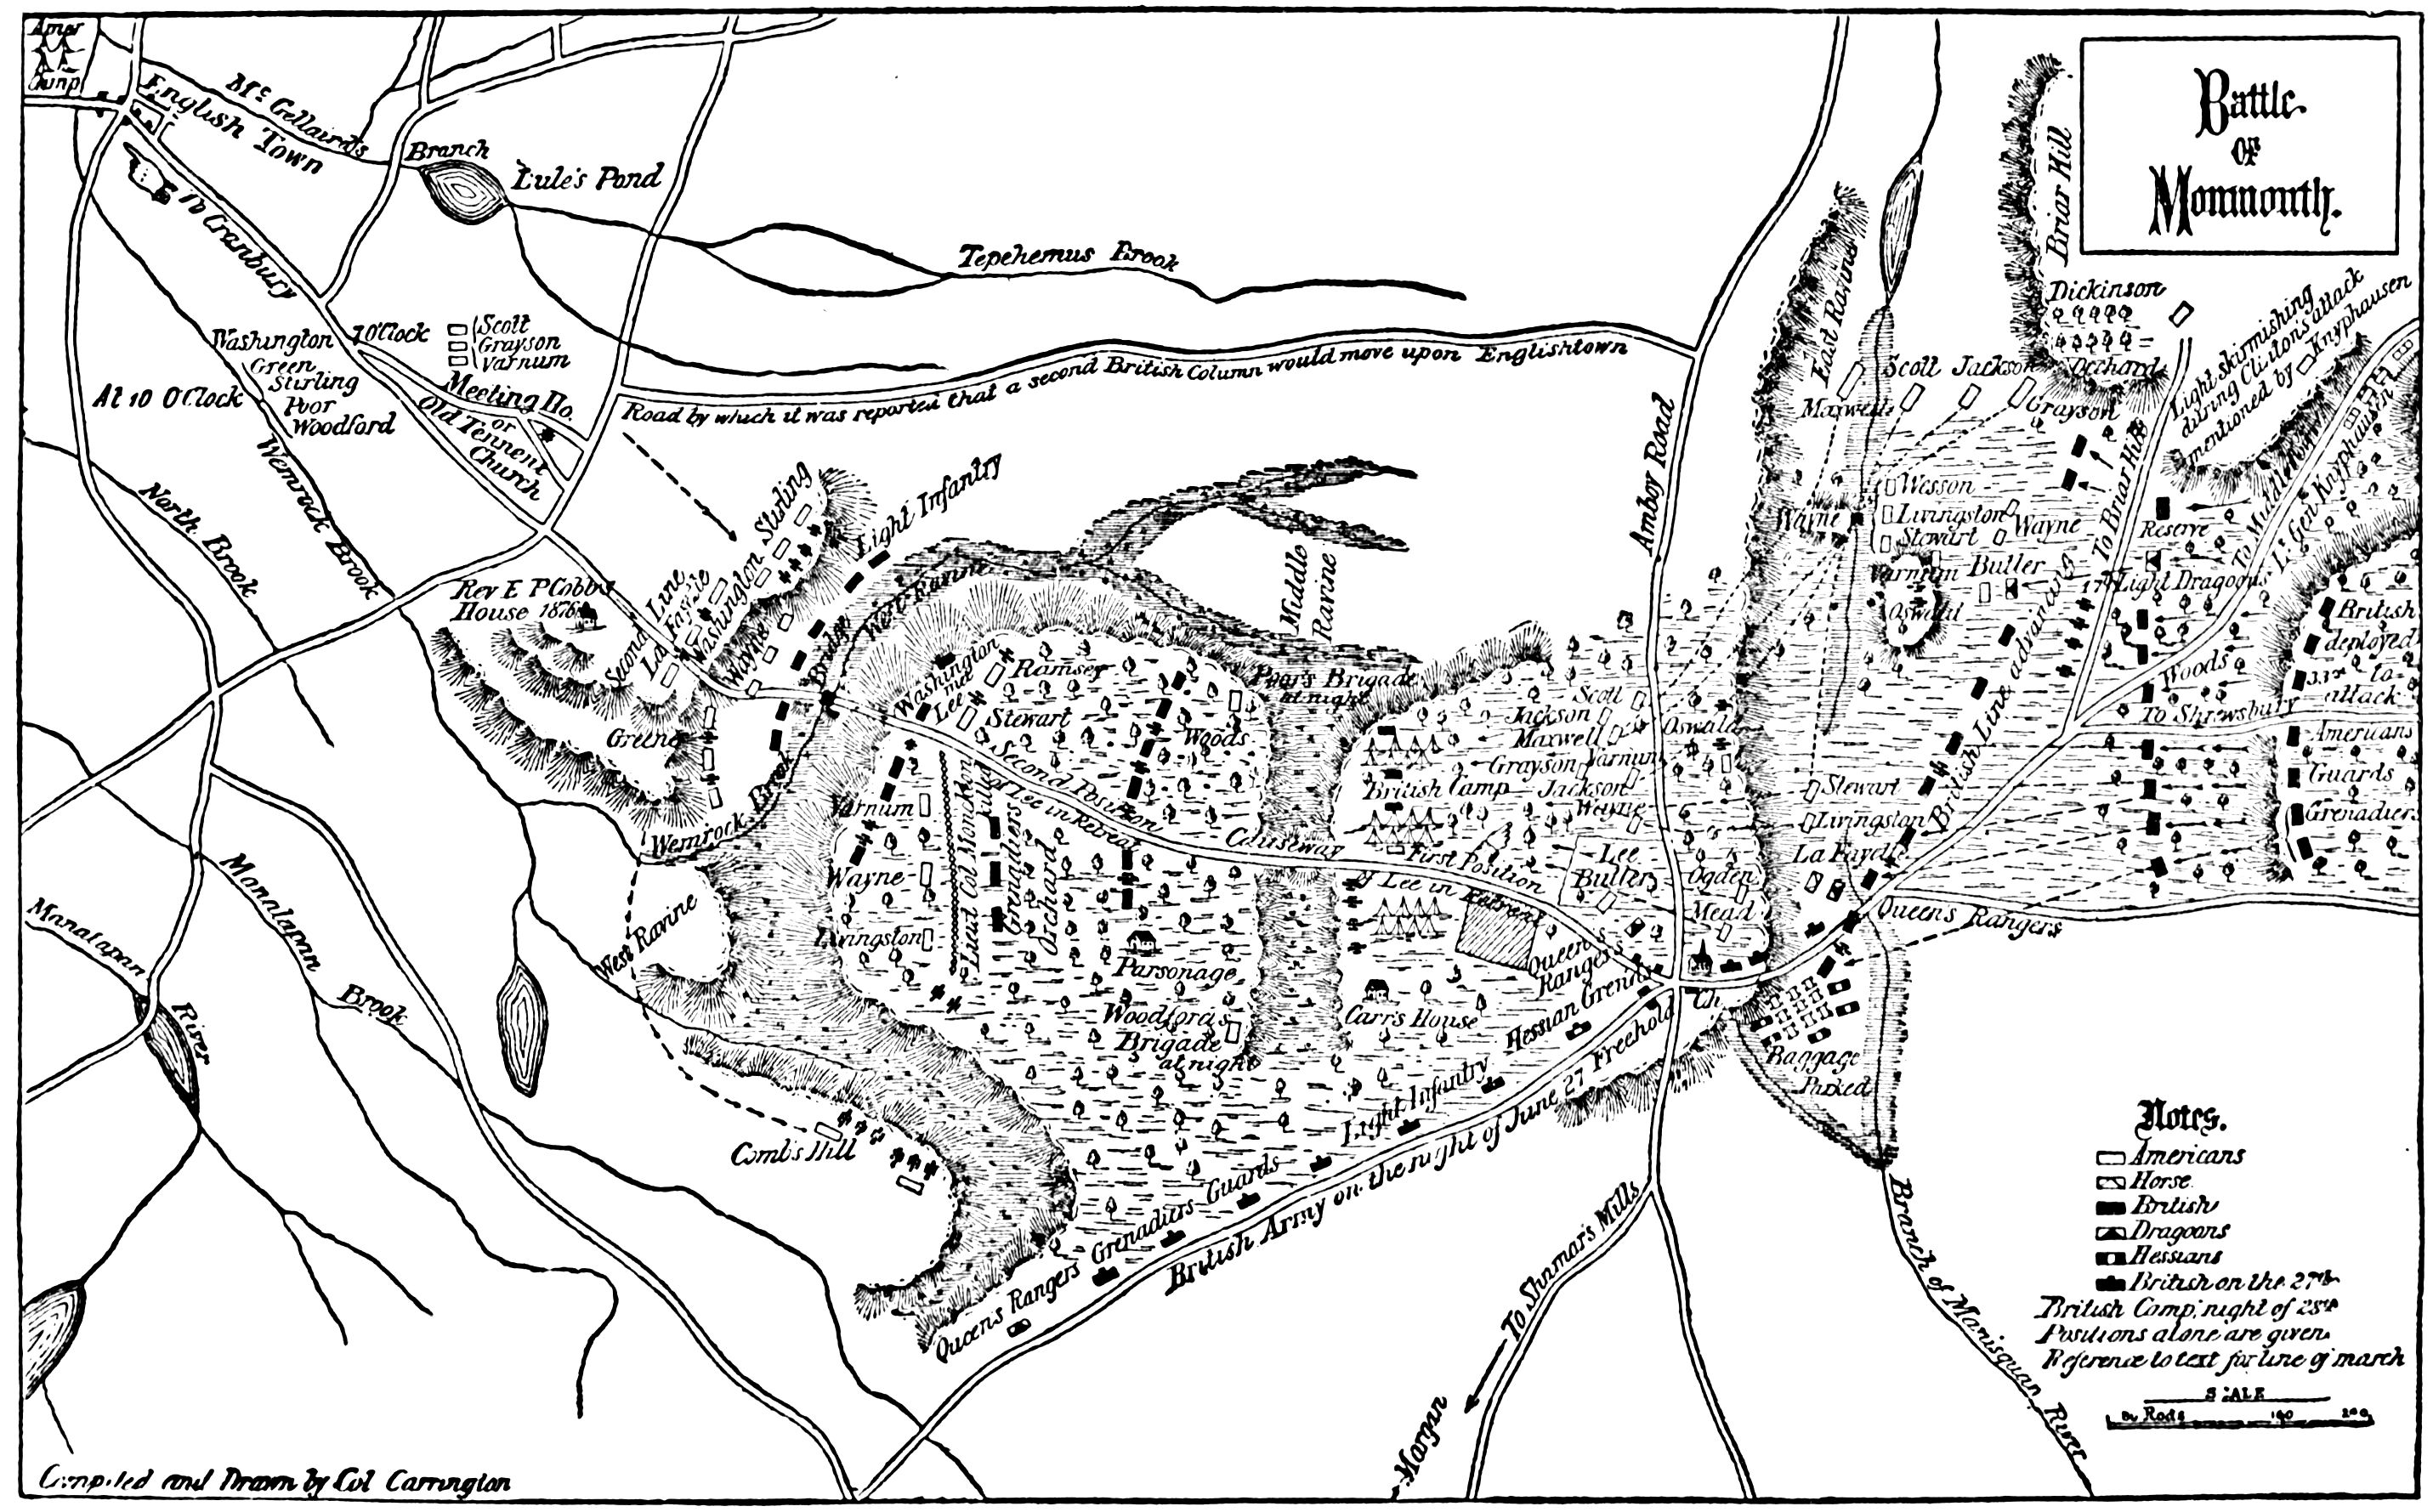 Battle
OF
Monmouth.
Amer
Camp
English Town
Mc Gellairds
Branch
Lule's Pond
To Cranbury
Tepehemus Brook
Washington
7 O'Clock
Scott
Grayson
Varnum
Green
Stirling
Poor
Woodford
At 10 O'Clock
Meeting Ho.
or
Old Tennent
Church
Road by which it was reported that a second British Column would move upon Englishtown
Wemrock Brook
North Brook
Rev E P Cobb's
House 1876
Second Line
La Fayette
Washington
Stirling
Light Infantry
Wayne
Bridge
West Ravine
Greene
Wemrock Brook
Middle
Ravine
Washington
met
Lee
Ramsey
Stewart
Woods
Poor's Brigade
at night
Second Position
of Lee in Retreat
Varnum
Wayne
Livingston
Lieut Col Monckton
killed
Grenadiers
Orchard
Parsonage
Woodford's
Brigade
at night
Causeway
First Position
of Lee in Retreat
British Camp
Scott
Jackson
Maxwell
Grayson
Varnum
Jackson
Wayne
Oswald
Lee
Butler
Ogden
Mead
Queen's
Rangers
Hessian Grends
Carr's House
Ch
Amboy Road
East Ravine
Briar Hill
Dickinson
Orchard
Maxwell
Scott
Jackson
Grayson
Light skirmishing
during Clinton's attack
mentioned by Knyphausen
Wesson
Livingston
Stewart
Wayne
Wayne
Varnum
Butler
Oswald
To Briar Hill
Reserve
To Middletown
Lt Gen Knyphausen
17th Light Dragoons
British
deployed
to
attack
Woods
To Shrewsbury
Americans
Guards
Grenadiers
British Line advancing
Stewart
Livingston
La Fayette
Queen's Rangers
Baggage
Parked
West Ravine
Comb's Hill
Manalapan
River
Manalapan
Brook
Queens Rangers
Grenadiers
Guards
Light Infantry
British Army on the night of June 27
Freehold
To Shumar's Mills
Morgan
Branch of Manisquan River
Notes.
Americans
Horse
British
Dragoons
Hessians
British on the 27th
British Camp, night of 28th
Positions alone are given
Reference to text for line of march
SCALE
Rods
Compiled and Drawn by Col Carrington